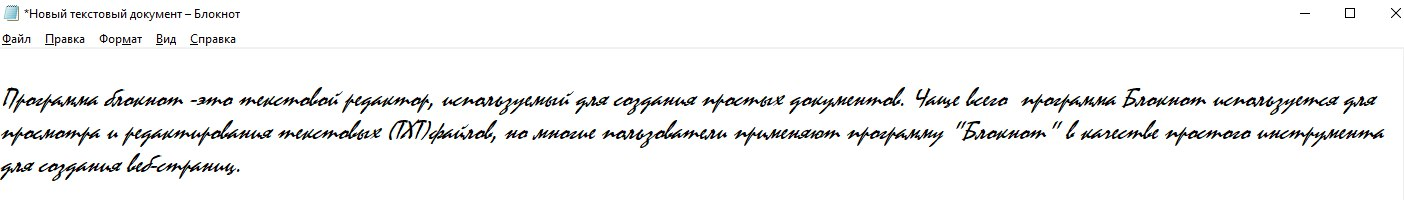 *Новый текстовый документ – Блокнот
Файл Правка Формат Вид Справка
Программа блокнот -это текстовой редактор, используемый для создания простых документов. Чаще всего  программа Блокнот используется для
просмотра и редактирования текстовых (TXT)файлов, но многие пользователи применяют программу "Блокнот" в качестве простого инструмента
для создания веб-страниц.